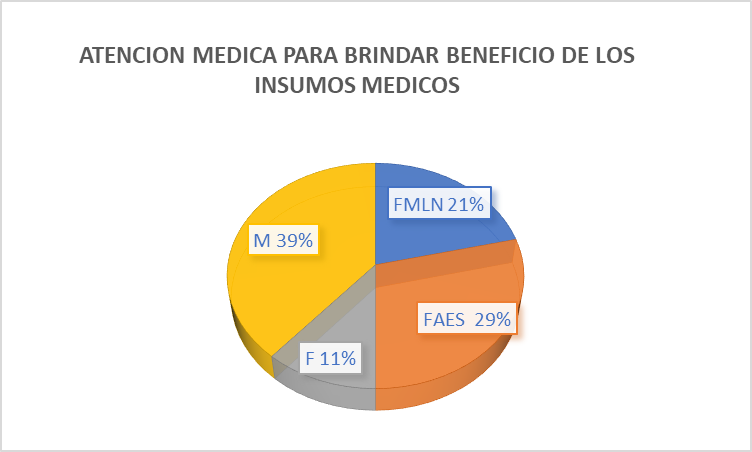 ATENCION MEDICA PARA BRINDAR BENEFICIO DE LOS
INSUMOS MEDICOS
FMLN 21%
M 39%
FAES 29%
F 11%